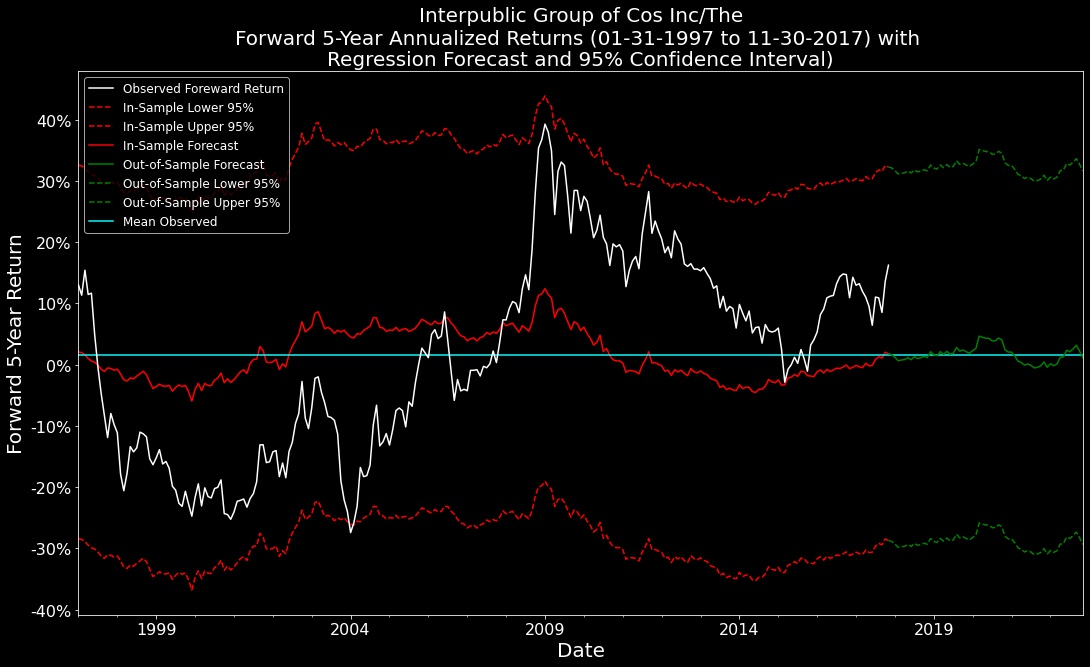 Interpublic Group of Cos Inc/The
Forward 5-Year Annualized Returns (01-31-1997 to 11-30-2017) with
Regression Forecast and 95% Confidence Interval)
Observed Foreward Return
In-Sample Lower 95%
In-Sample Upper 95%
In-Sample Forecast
Out-of-Sample Forecast
Out-of-Sample Lower 95%
Out-of-Sample Upper 95%
Mean Observed
Forward 5-Year Return
40%
30%
20%
10%
0%
-10%
-20%
-30%
-40%
1999 2004 2009 2014 2019
Date